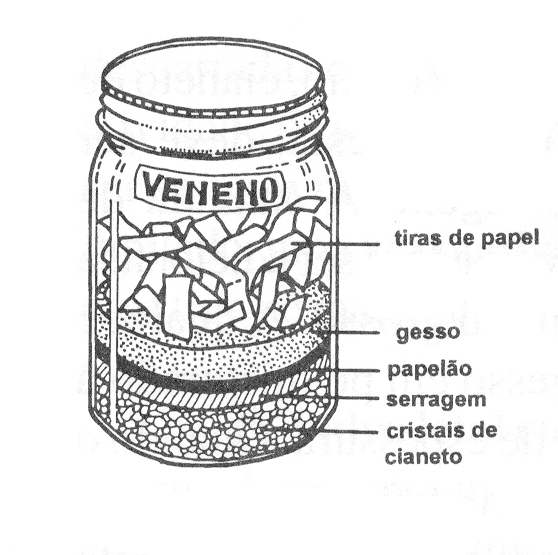 VENENO
tiras de papel
gesso
papelão
serragem
cristais de
cianeto